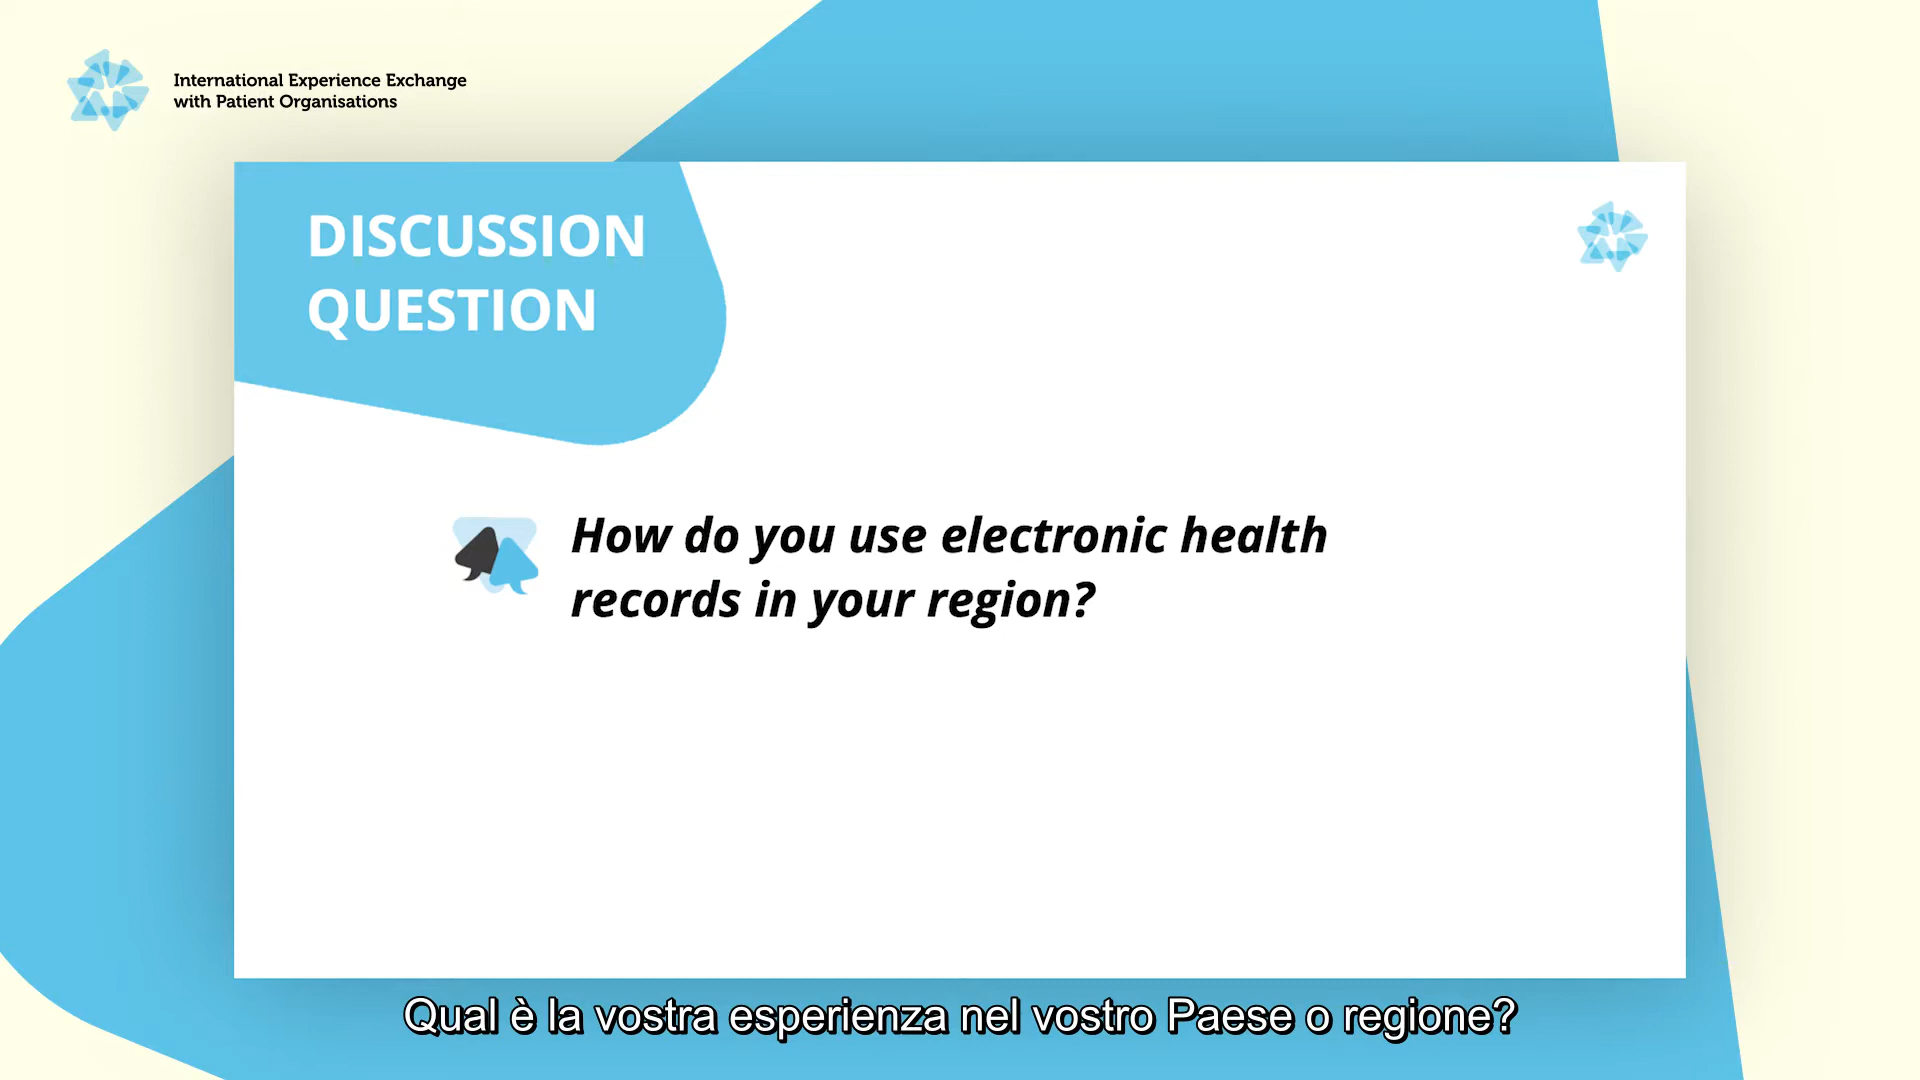 International Experience Exchange
with Patient Organisations
DISCUSSION
QUESTION
How do you use electronic health
records in your region?
Qual è la vostra esperienza nel vostro Paese o regione?